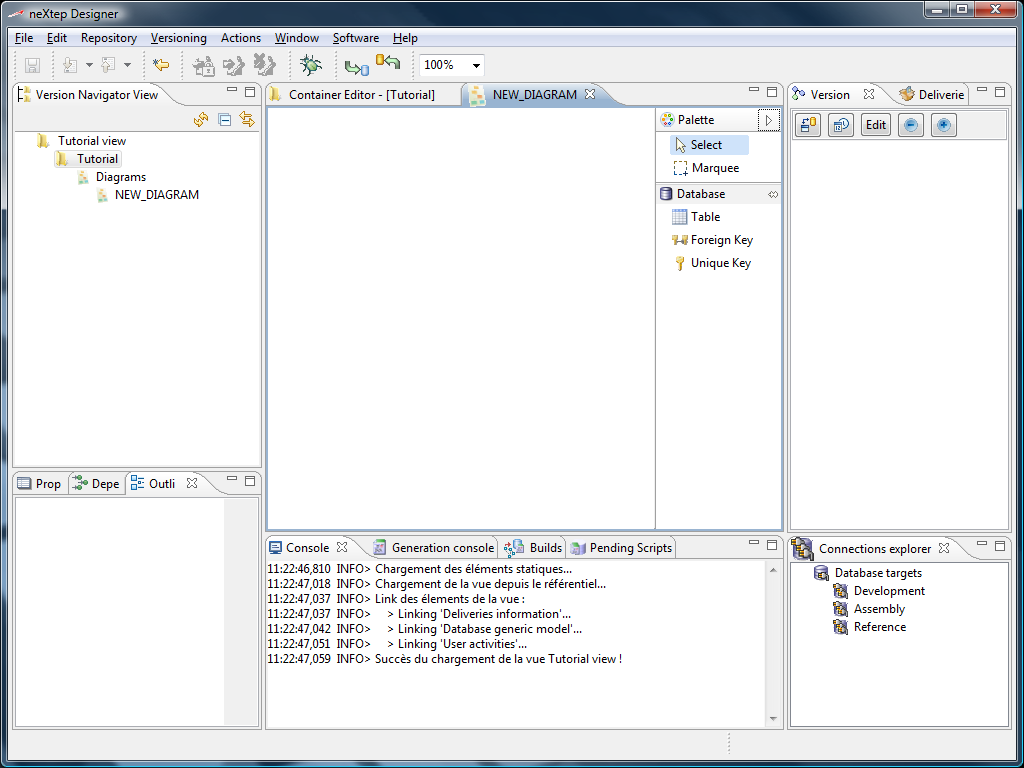 neXtep Designer
File Edit Repository Versioning Actions Window Software Help
100%
Version Navigator View
Tutorial view
Tutorial
Diagrams
NEW_DIAGRAM
Prop Depe Outli
Container Editor - [Tutorial] NEW_DIAGRAM
Palette
Select
Marquee
Database
Table
Foreign Key
Unique Key
Version Deliverie
12 Edit
Console Generation console Builds Pending Scripts
11:22:46,810 INFO> Chargement des éléments statiques...
11:22:47,018 INFO> Chargement de la vue depuis le référentiel...
11:22:47,037 INFO> Link des élements de la vue :
11:22:47,037 INFO> > Linking 'Deliveries information'...
11:22:47,042 INFO> > Linking 'Database generic model'...
11:22:47,051 INFO> > Linking 'User activities'...
11:22:47,059 INFO> Succès du chargement de la vue Tutorial view !
Connections explorer
Database targets
Development
Assembly
Reference